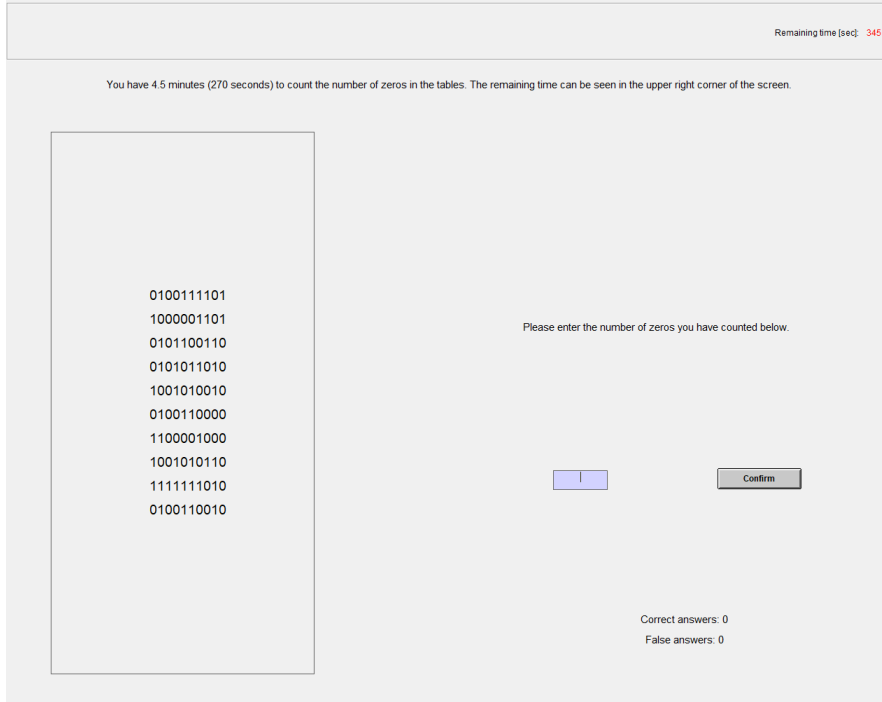 Remaining time [sec]: 345
You have 4.5 minutes (270 seconds) to count the number of zeros in the tables. The remaining time can be seen in the upper right corner of the screen.
0100111101
1000001101
0101100110
0101011010
1001010010
0100110000
1100001000
1001010110
1111111010
0100110010
Please enter the number of zeros you have counted below.
Confirm
Correct answers: 0
False answers: 0